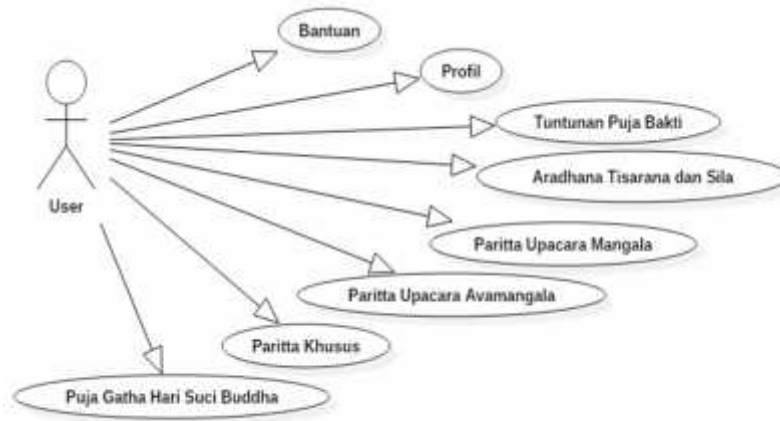 Bantuan
Profil
Tuntunan Puja Bakti
Aradhana Tisarana dan Sila
User
Paritta Upacara Mangala
Paritta Upacara Avamangala
Paritta Khusus
Puja Gatha Hari Suci Buddha